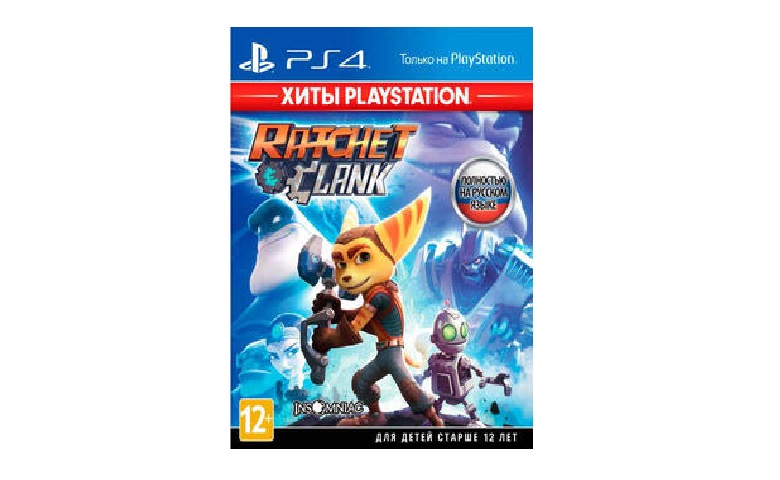 PS4
Только на PlayStation
ХИТЫ PLAYSTATION
RATCHET
& CLANK
ПОЛНОСТЬЮ
НА РУССКОМ
ЯЗЫКЕ
INSOMNIAC
12+
ДЛЯ ДЕТЕЙ СТАРШЕ 12 ЛЕТ